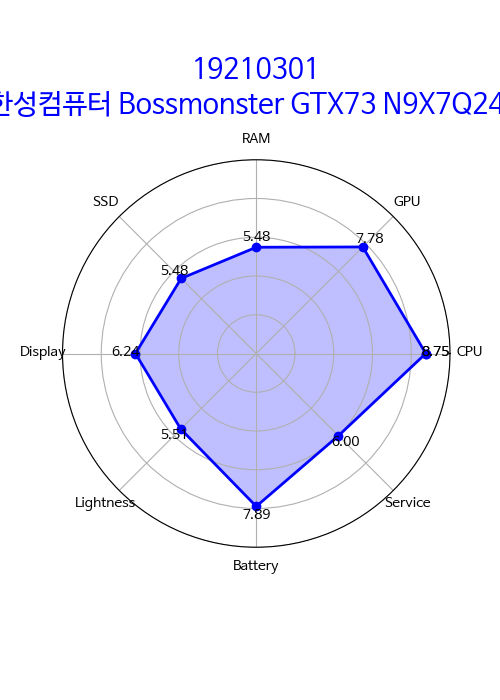 19210301
한성컴퓨터 Bossmonster GTX73 N9X7Q24
RAM
SSD
GPU
5.48
7.78
5.48
Display
6.24
8.75
CPU
5.51
6.00
Lightness
Service
7.89
Battery